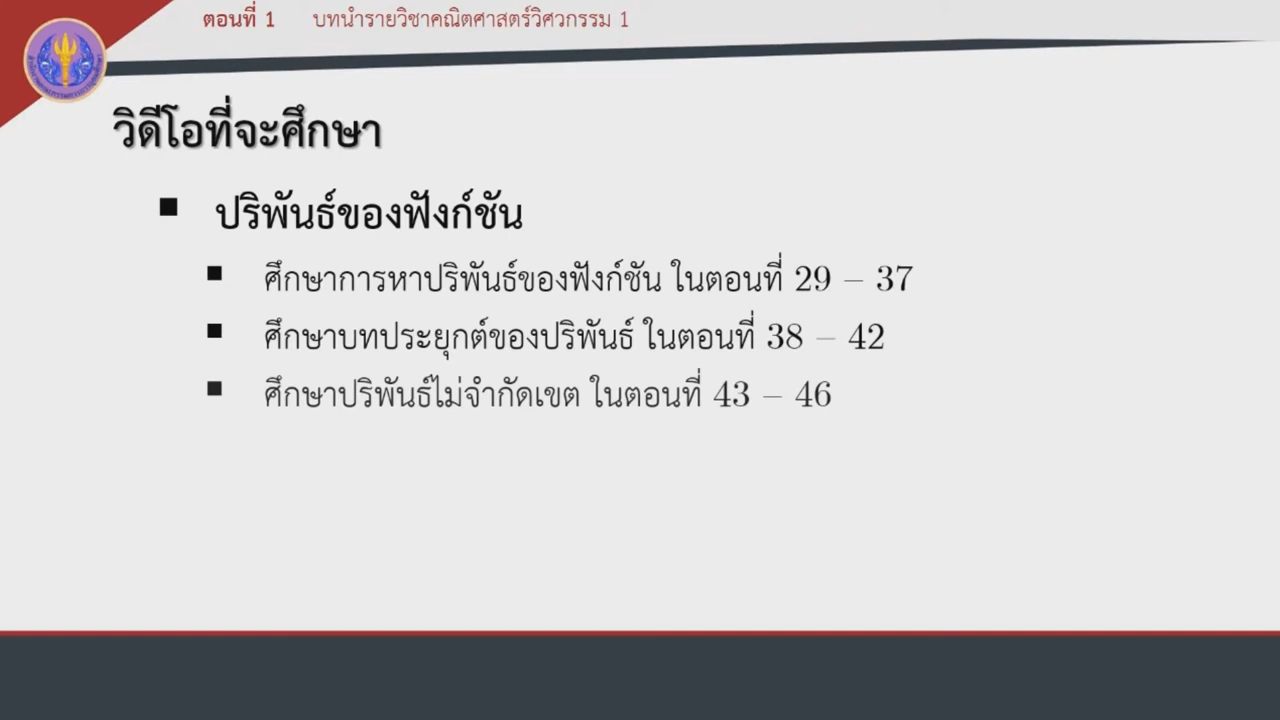 ตอนที่ 1 บทนำรายวิชาคณิตศาสตร์วิศวกรรม 1
วิดีโอที่จะศึกษา
ปริพันธ์ของฟังก์ชัน
ศึกษาการหาปริพันธ์ของฟังก์ชัน ในตอนที่ 29 – 37
ศึกษาบทประยุกต์ของปริพันธ์ ในตอนที่ 38 – 42
ศึกษาปริพันธ์ไม่จำกัดเขต ในตอนที่ 43 – 46